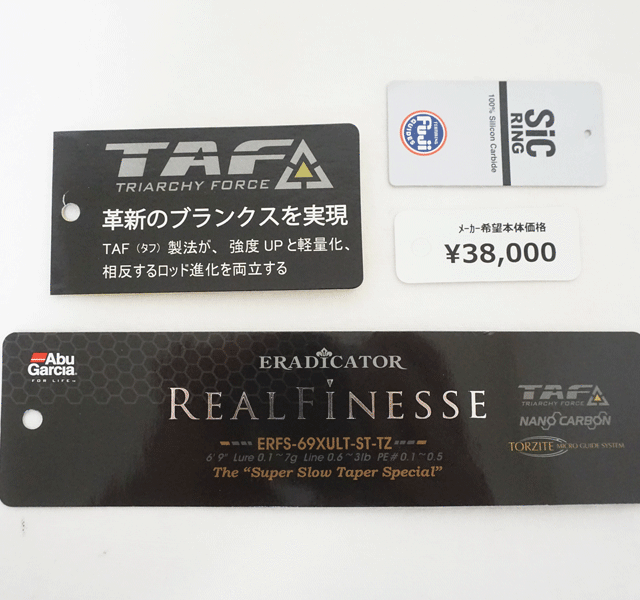 TAF
TRIARCHY FORCE
革新のブランクスを実現
TAF（タフ）製法が、強度UPと軽量化、
相反するロッド進化を両立する
Fuji
GUIDES
SiC
RING
100% Silicon Carbide
メーカー希望本体価格
¥38,000
Abu
Garcia
FOR LIFE
ERADICATOR
REALFINESSE
ERFS-69XULT-ST-TZ
6'9" Lure 0.1~7g Line 0.6~3lb PE# 0.1~0.5
The "Super Slow Taper Special"
TAF
TRIARCHY FORCE
NANO CARBON
TORZITE MICRO GUIDE SYSTEM